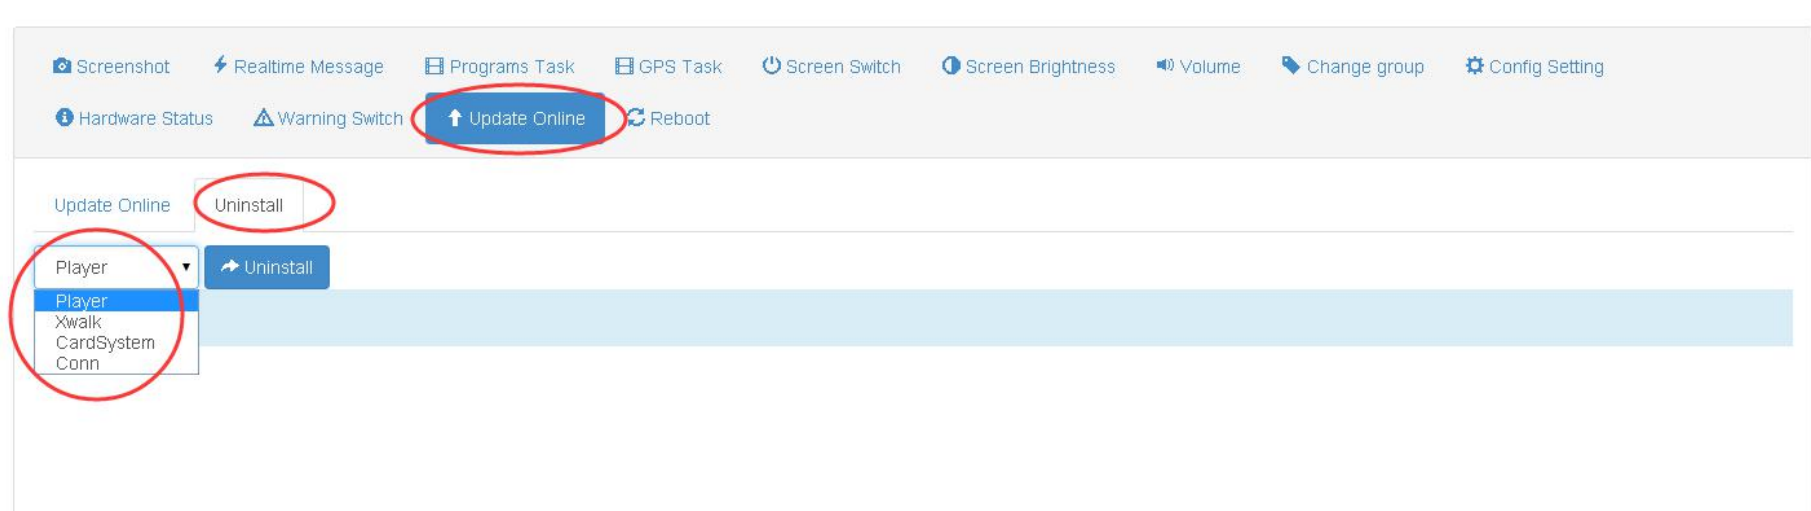 Screenshot Realtime Message Programs Task GPS Task Screen Switch Screen Brightness Volume Change group Config Setting
Hardware Status Warning Switch Update Online Reboot
Update Online Uninstall
Player Uninstall
Player
Xwalk
CardSystem
Conn